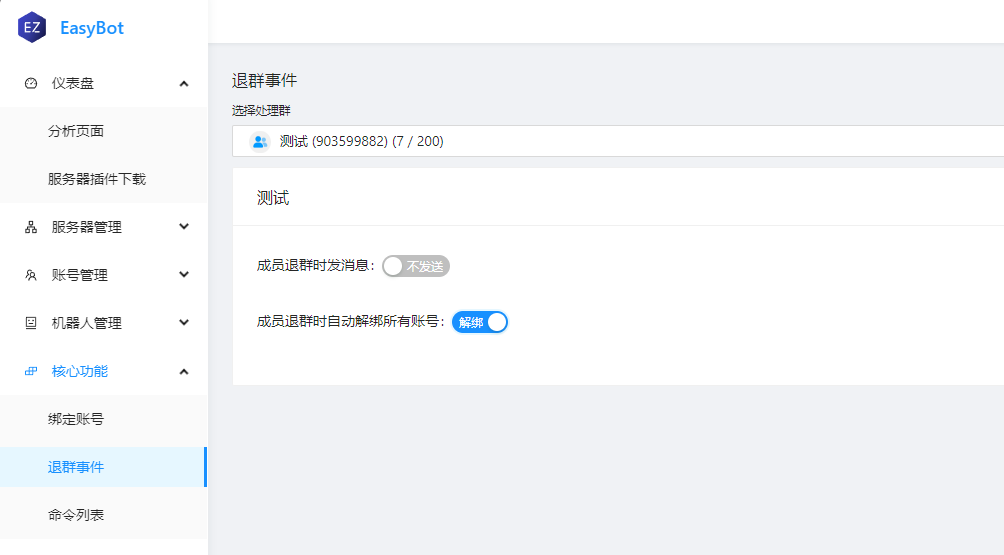 EZ EasyBot
仪表盘
分析页面
服务器插件下载
服务器管理
账号管理
机器人管理
核心功能
绑定账号
退群事件
命令列表
退群事件
选择处理群
测试 (903599882) (7 / 200)
测试
成员退群时发消息： 不发送
成员退群时自动解绑所有账号： 解绑